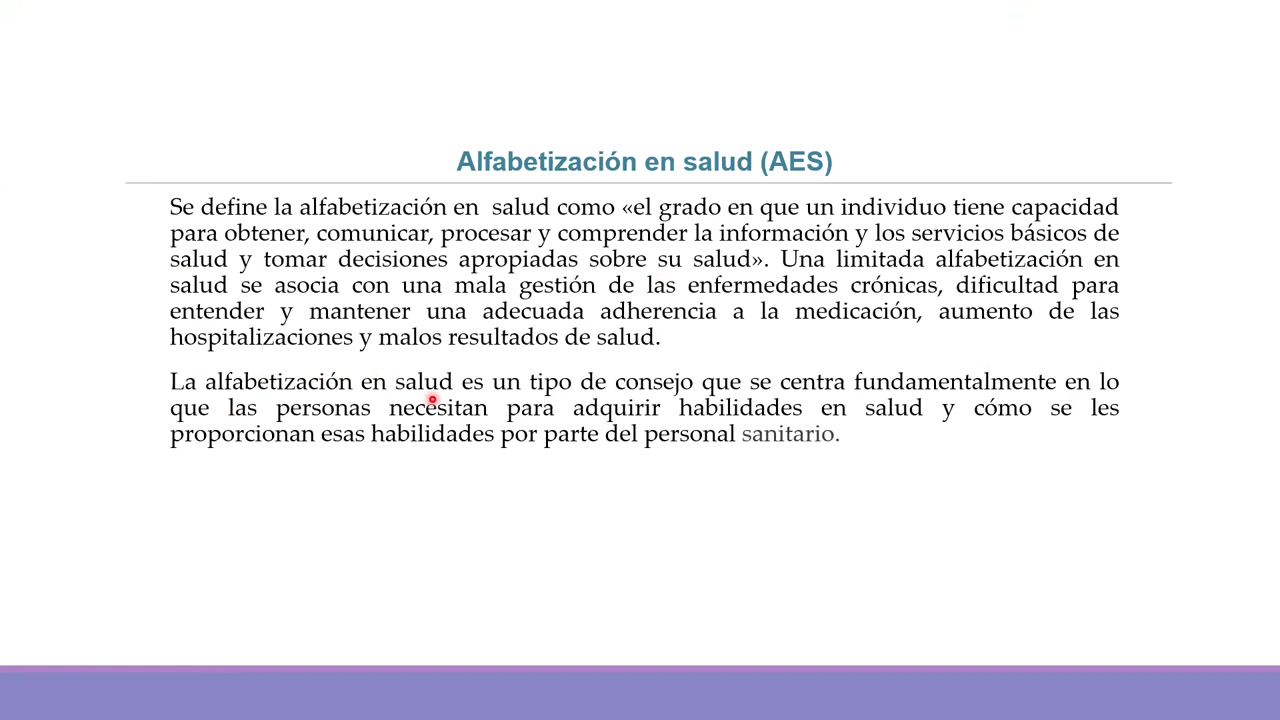 Alfabetización en salud (AES)
Se define la alfabetización en salud como «el grado en que un individuo tiene capacidad
para obtener, comunicar, procesar y comprender la información y los servicios básicos de
salud y tomar decisiones apropiadas sobre su salud». Una limitada alfabetización en
salud se asocia con una mala gestión de las enfermedades crónicas, dificultad para
entender y mantener una adecuada adherencia a la medicación, aumento de las
hospitalizaciones y malos resultados de salud.
La alfabetización en salud es un tipo de consejo que se centra fundamentalmente en lo
que las personas necesitan para adquirir habilidades en salud y cómo se les
proporcionan esas habilidades por parte del personal sanitario.